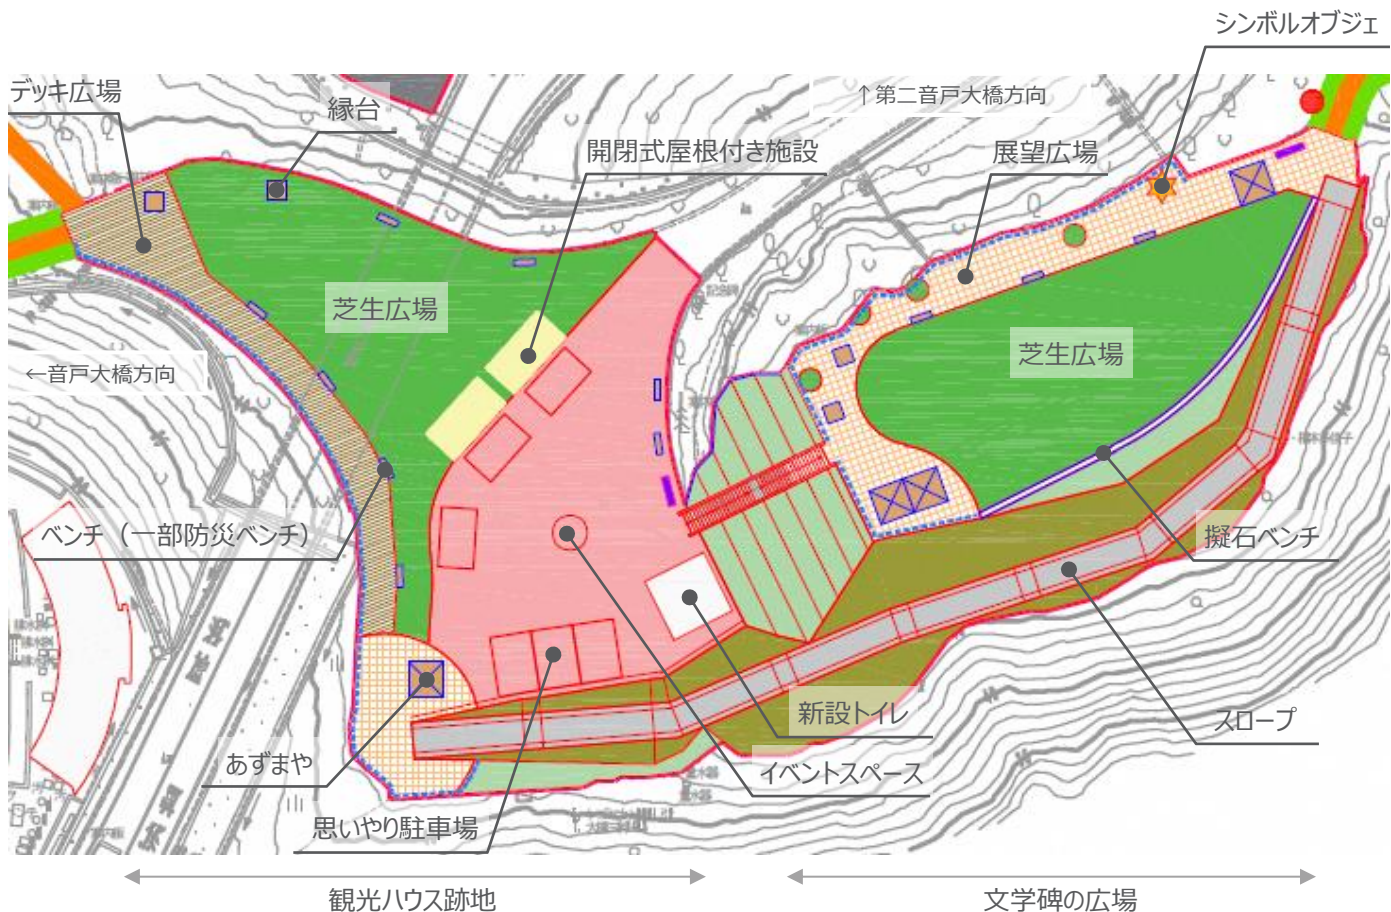 シンボルオブジェ
デッキ広場
縁台
↑第二音戸大橋方向
開閉式屋根付き施設
展望広場
芝生広場
芝生広場
←音戸大橋方向
ベンチ（一部防災ベンチ）
擬石ベンチ
新設トイレ
スロープ
あずまや
イベントスペース
思いやり駐車場
観光ハウス跡地
文学碑の広場